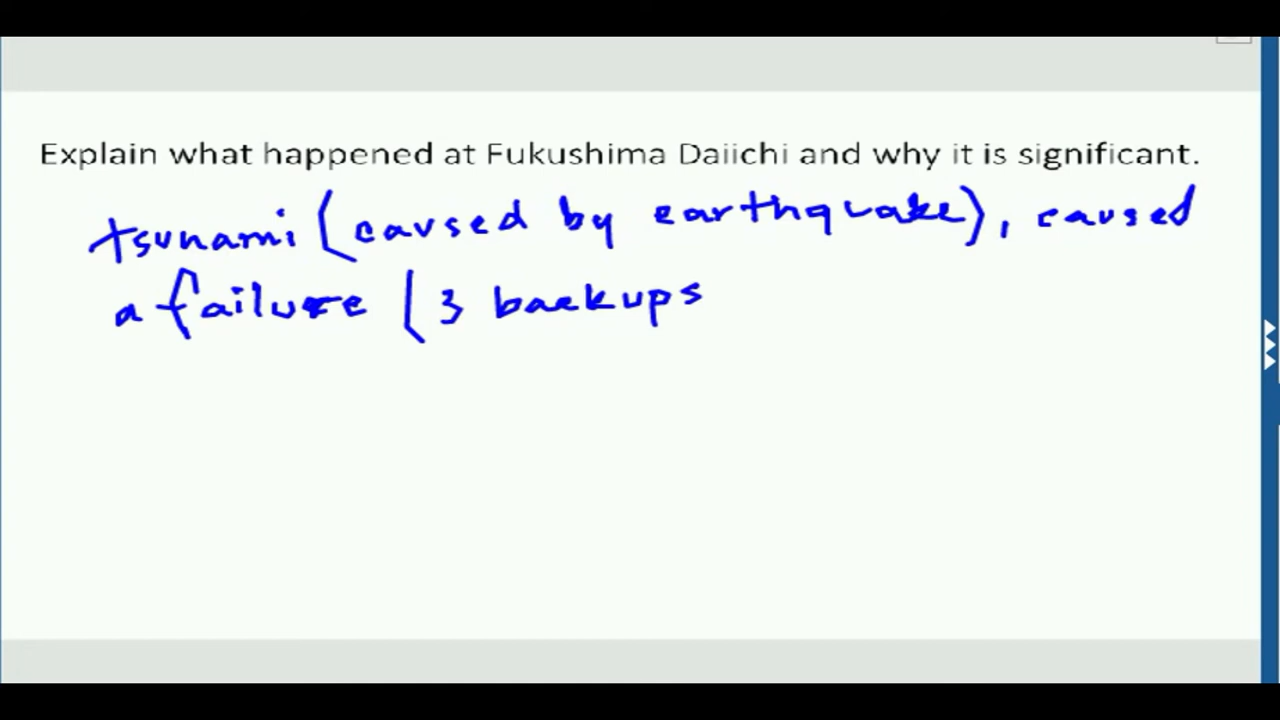 Explain what happened at Fukushima Daiichi and why it is significant.
tsunami (caused by earthquake), caused
a failure (3 backups